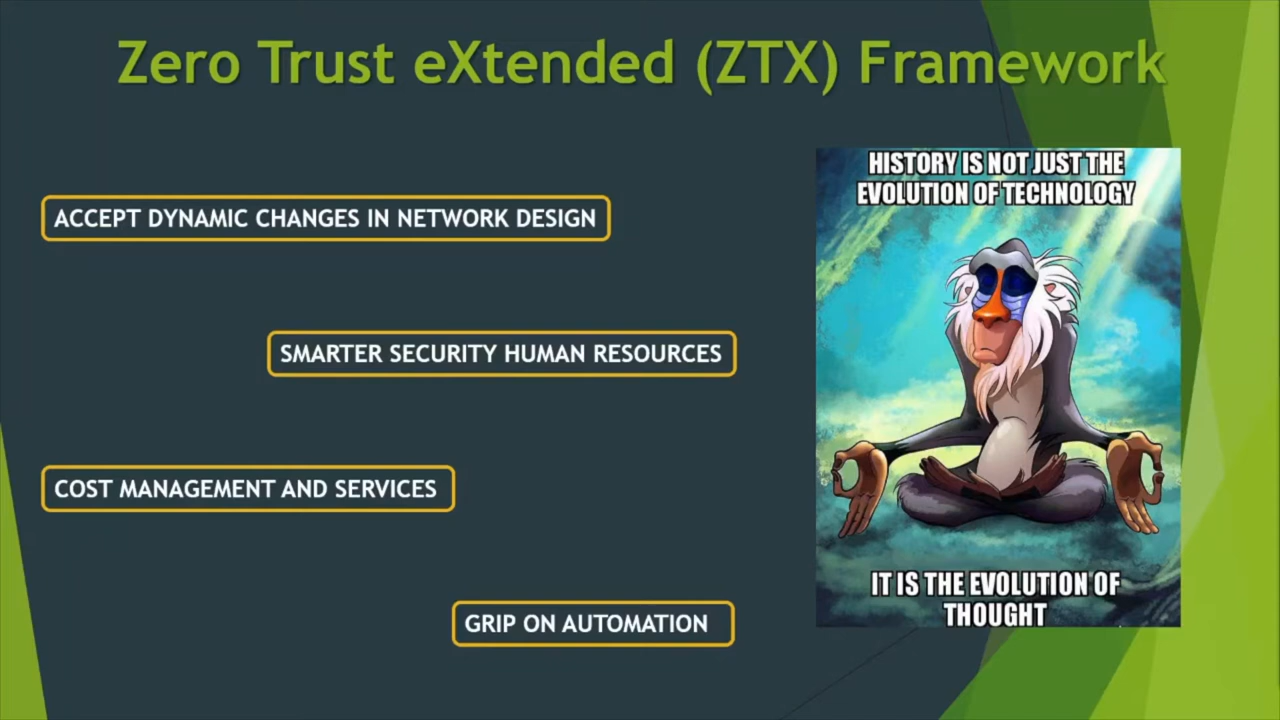 Zero Trust eXtended (ZTX) Framework
ACCEPT DYNAMIC CHANGES IN NETWORK DESIGN
SMARTER SECURITY HUMAN RESOURCES
COST MANAGEMENT AND SERVICES
GRIP ON AUTOMATION
HISTORY IS NOT JUST THE
EVOLUTION OF TECHNOLOGY
IT IS THE EVOLUTION OF
THOUGHT